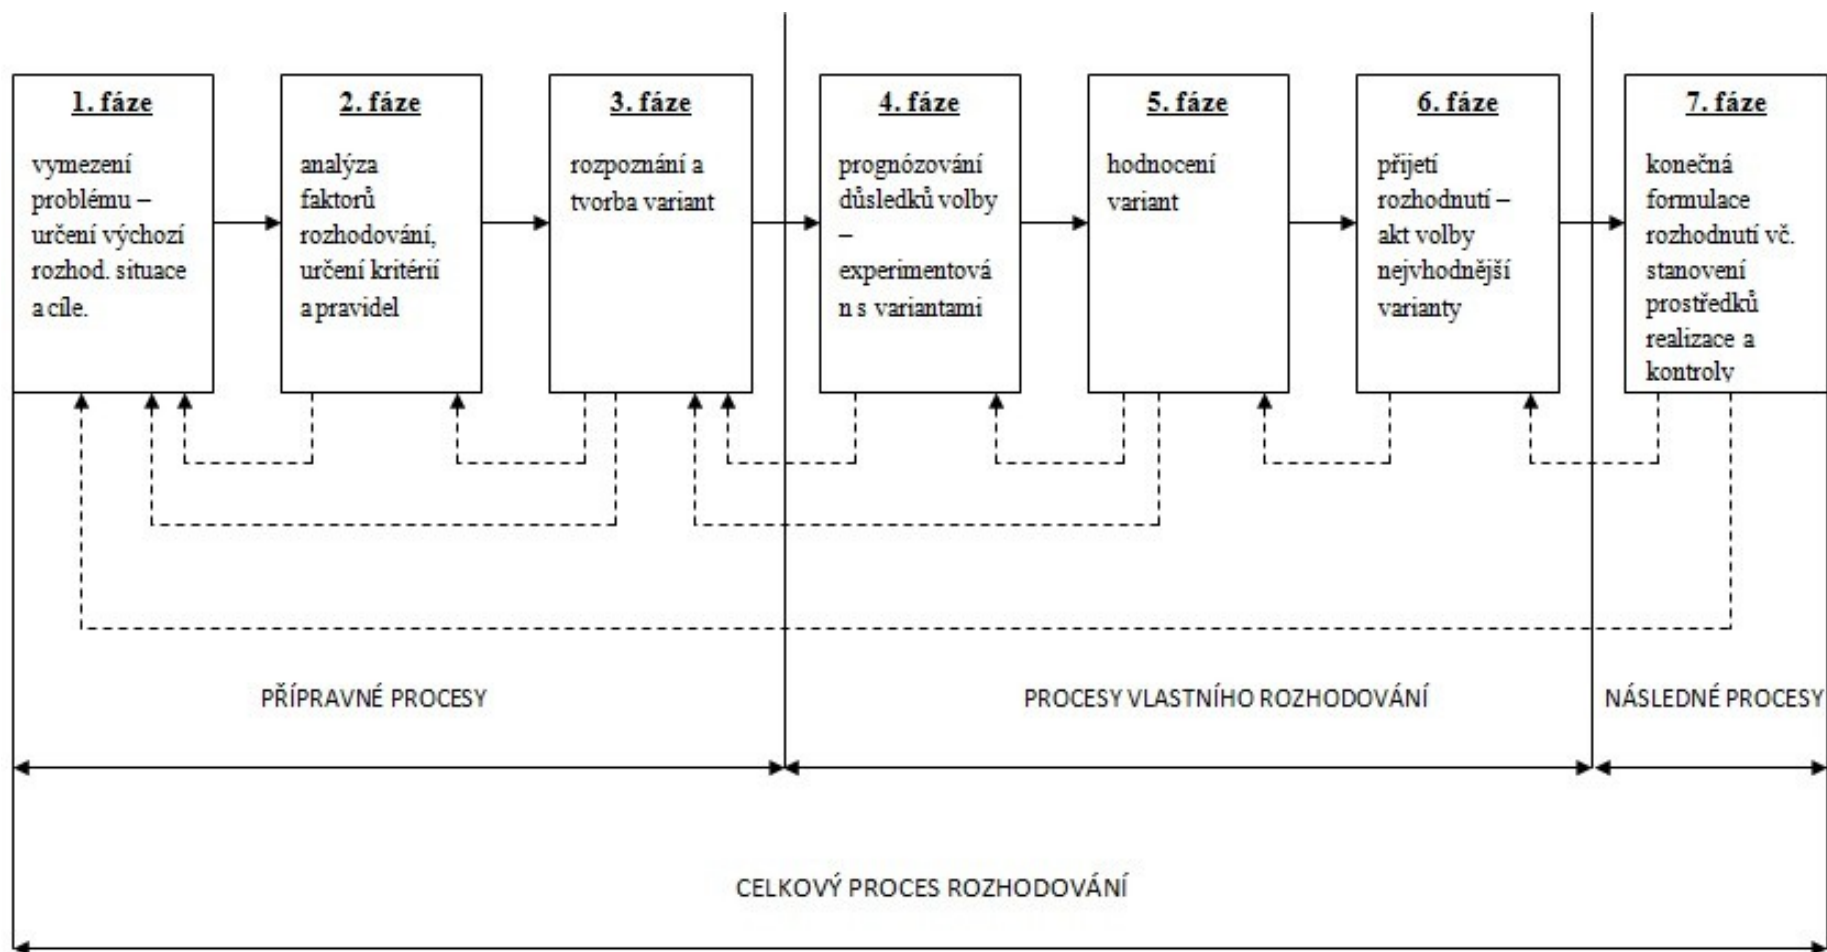 1. fáze
vymezení
problému –
určení výchozí
rozhod. situace
a cíle.
2. fáze
analýza
faktorů
rozhodování,
určení kritérií
a pravidel
3. fáze
rozpoznání a
tvorba variant
4. fáze
prognózování
důsledků volby
–
experimentová
n s variantami
5. fáze
hodnocení
variant
6. fáze
přijetí
rozhodnutí –
akt volby
nejvhodnější
varianty
7. fáze
konečná
formulace
rozhodnutí vč.
stanovení
prostředků
realizace a
kontroly
PŘÍPRAVNÉ PROCESY
PROCESY VLASTNÍHO ROZHODOVÁNÍ
NÁSLEDNÉ PROCESY
CELKOVÝ PROCES ROZHODOVÁNÍ